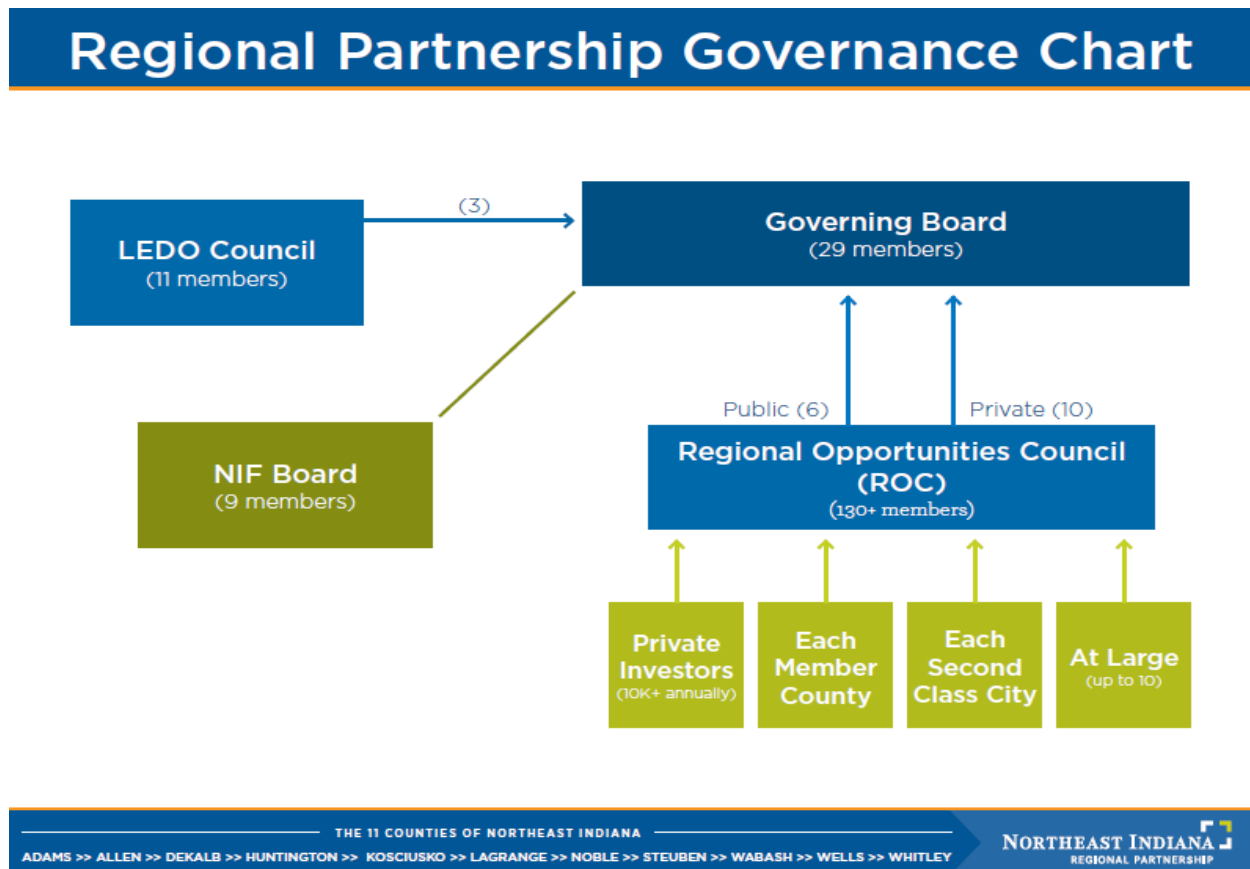 Regional Partnership Governance Chart
LEDO Council
(11 members)
(3)
Governing Board
(29 members)
NIF Board
(9 members)
Public (6)
Private (10)
Regional Opportunities Council
(ROC)
(130+ members)
Private
Investors
(10K+ annually)
Each
Member
County
Each
Second
Class City
At Large
(up to 10)
THE 11 COUNTIES OF NORTHEAST INDIANA
ADAMS >> ALLEN >> DEKALB >> HUNTINGTON >> KOSCIUSKO >> LAGRANGE >> NOBLE >> STEUBEN >> WABASH >> WELLS >> WHITLEY
NORTHEAST INDIANA
REGIONAL PARTNERSHIP